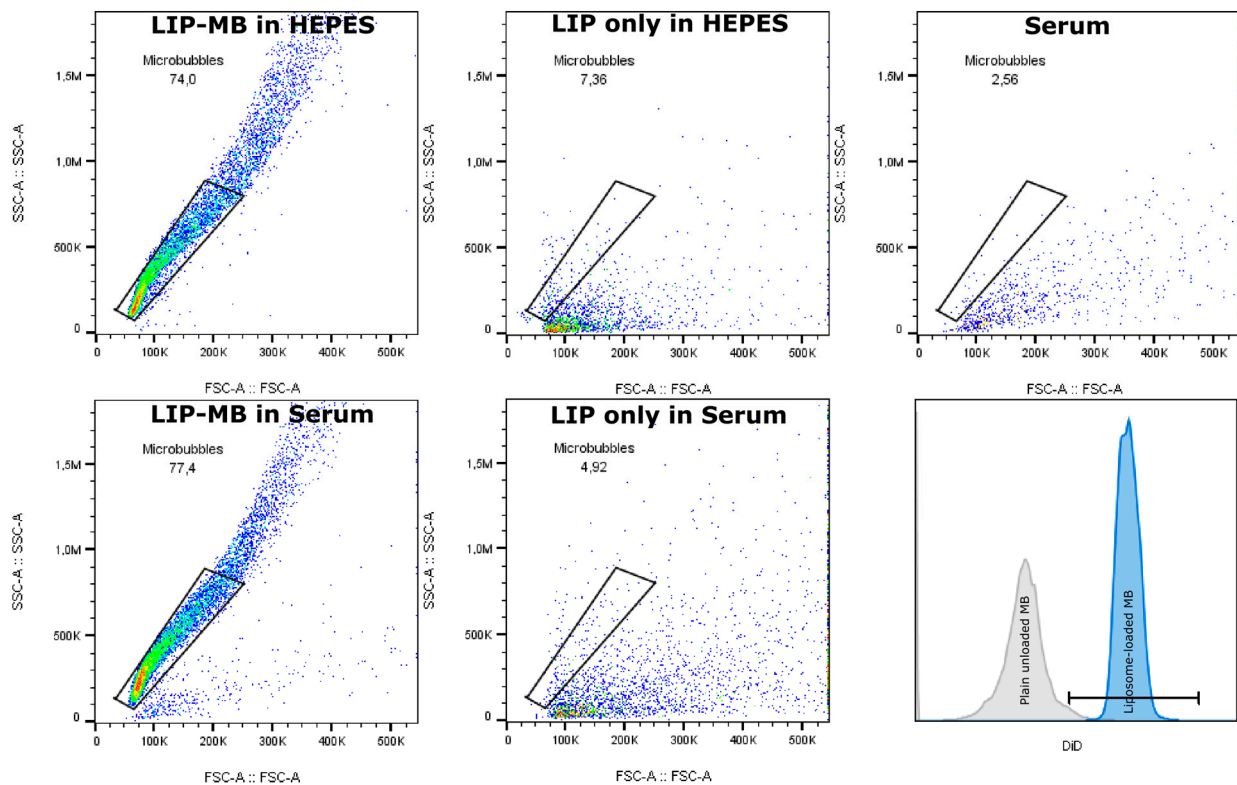 LIP-MB in HEPES
Microbubbles
74,0
SSC-A :: SSC-A
1,5M
1,0M
500K
0
0 100K 200K 300K 400K 500K
FSC-A :: FSC-A
LIP only in HEPES
Microbubbles
7,36
SSC-A :: SSC-A
1,5M
1,0M
500K
0
0 100K 200K 300K 400K 500K
FSC-A :: FSC-A
Serum
Microbubbles
2,56
SSC-A :: SSC-A
1,5M
1,0M
500K
0
0 100K 200K 300K 400K 500K
FSC-A :: FSC-A
LIP-MB in Serum
Microbubbles
77,4
SSC-A :: SSC-A
1,5M
1,0M
500K
0
0 100K 200K 300K 400K 500K
FSC-A :: FSC-A
LIP only in Serum
Microbubbles
4,92
SSC-A :: SSC-A
1,5M
1,0M
500K
0
0 100K 200K 300K 400K 500K
FSC-A :: FSC-A
Plain unloaded MB
Liposome-loaded MB
DiD